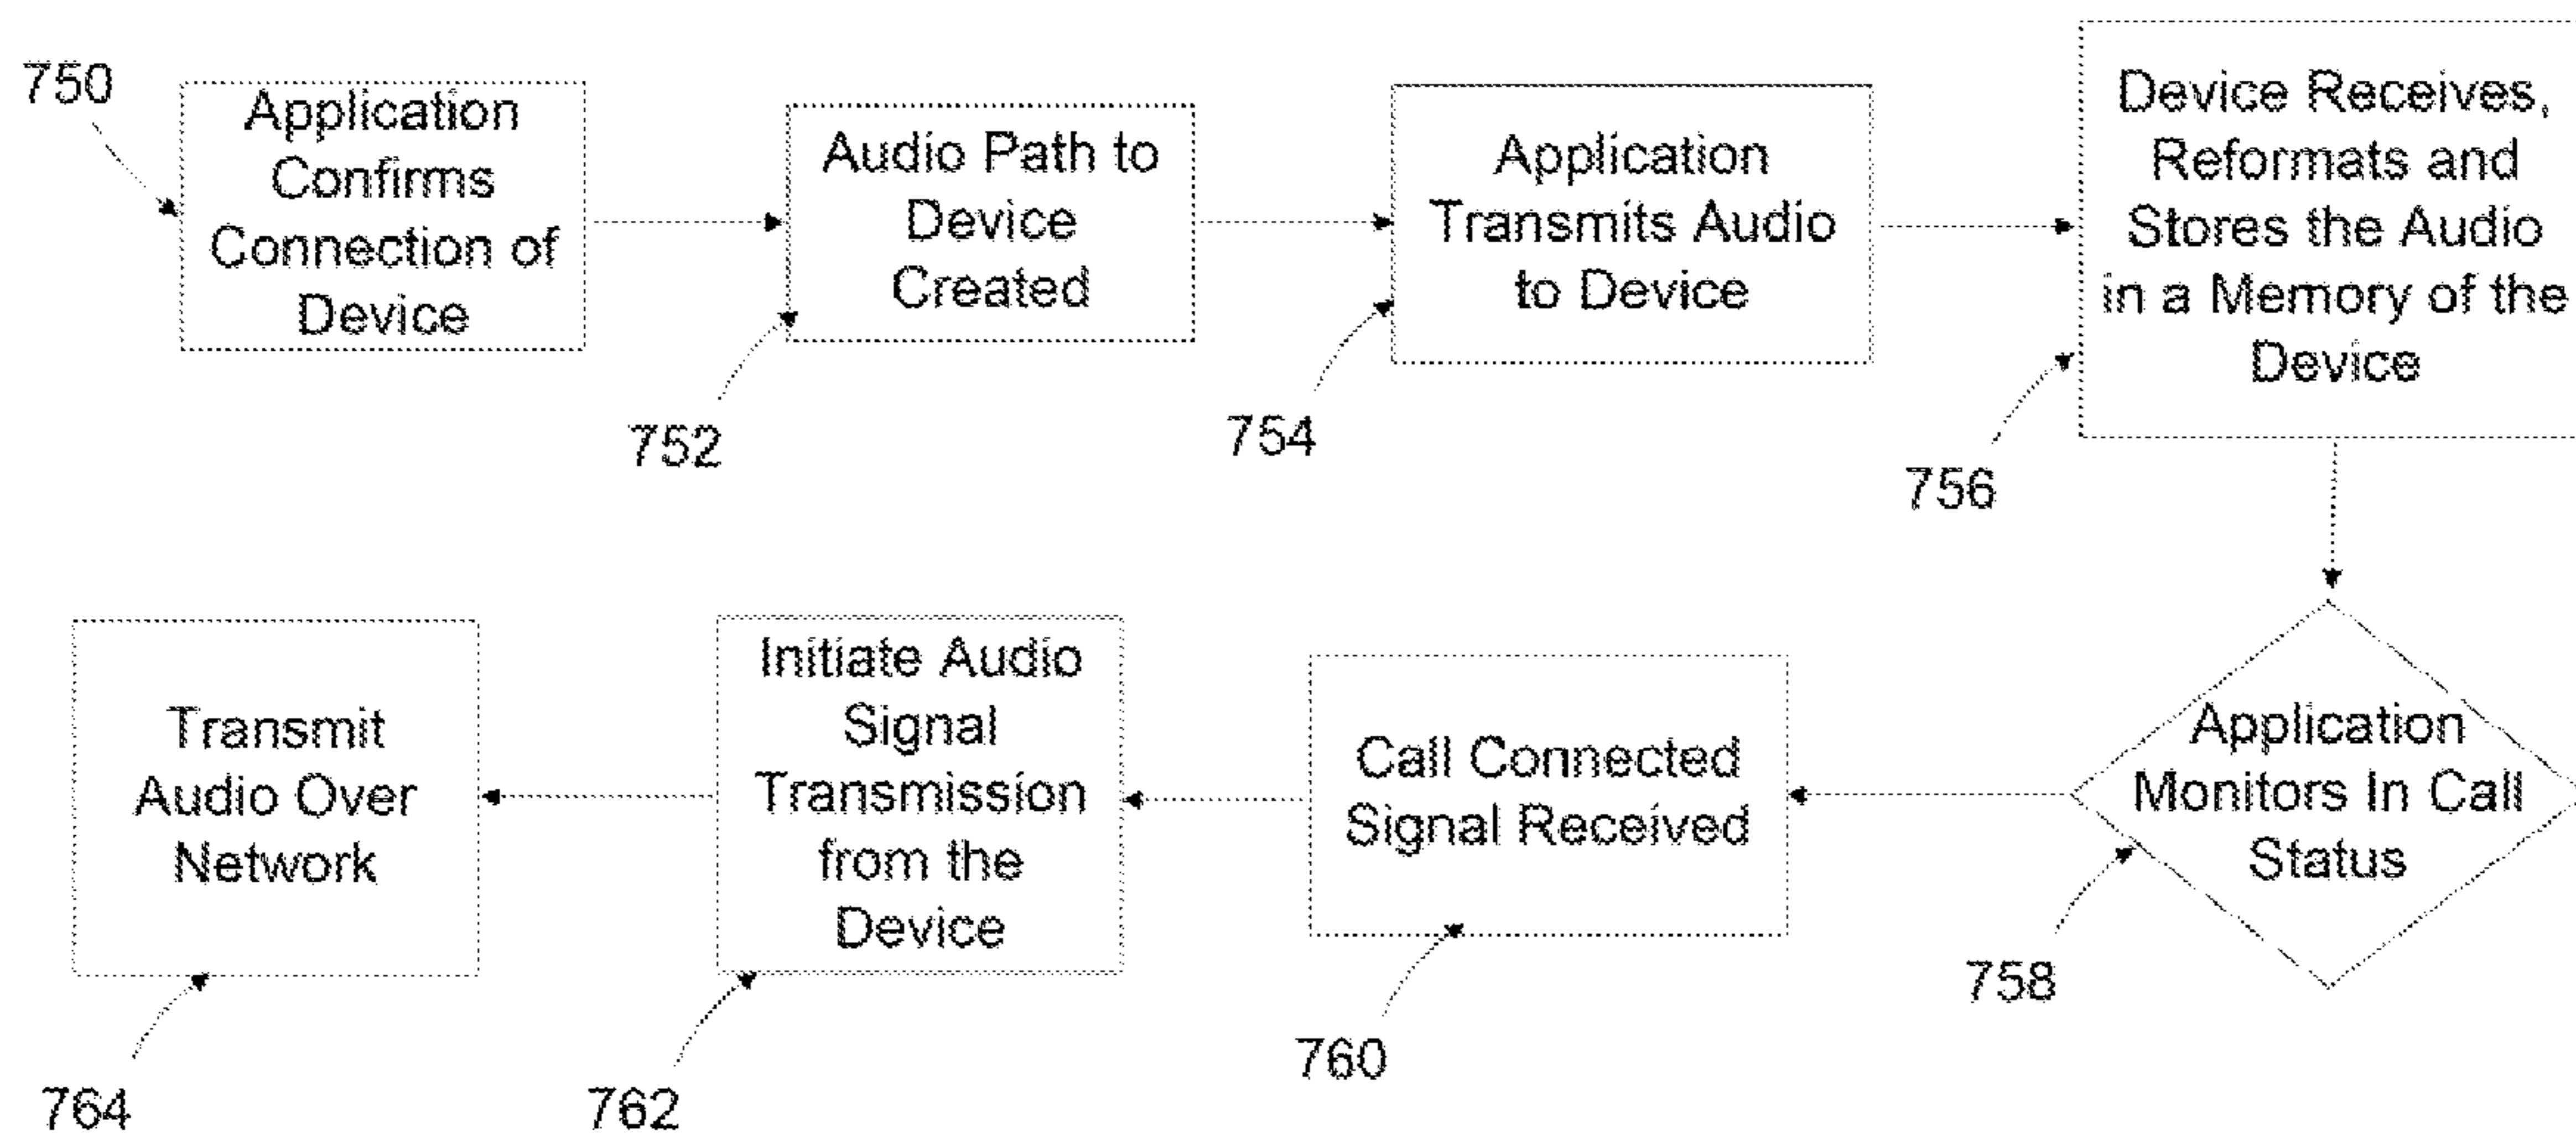 750
Application
Confirms
Connection of
Device
752
Audio Path to
Device
Created
754
Application
Transmits Audio
to Device
756
Device Receives,
Reformats and
Stores the Audio
in a Memory of the
Device
758
Application
Monitors In Call
Status
760
Call Connected
Signal Received
762
Initiate Audio
Signal
Transmission
from the
Device
764
Transmit
Audio Over
Network